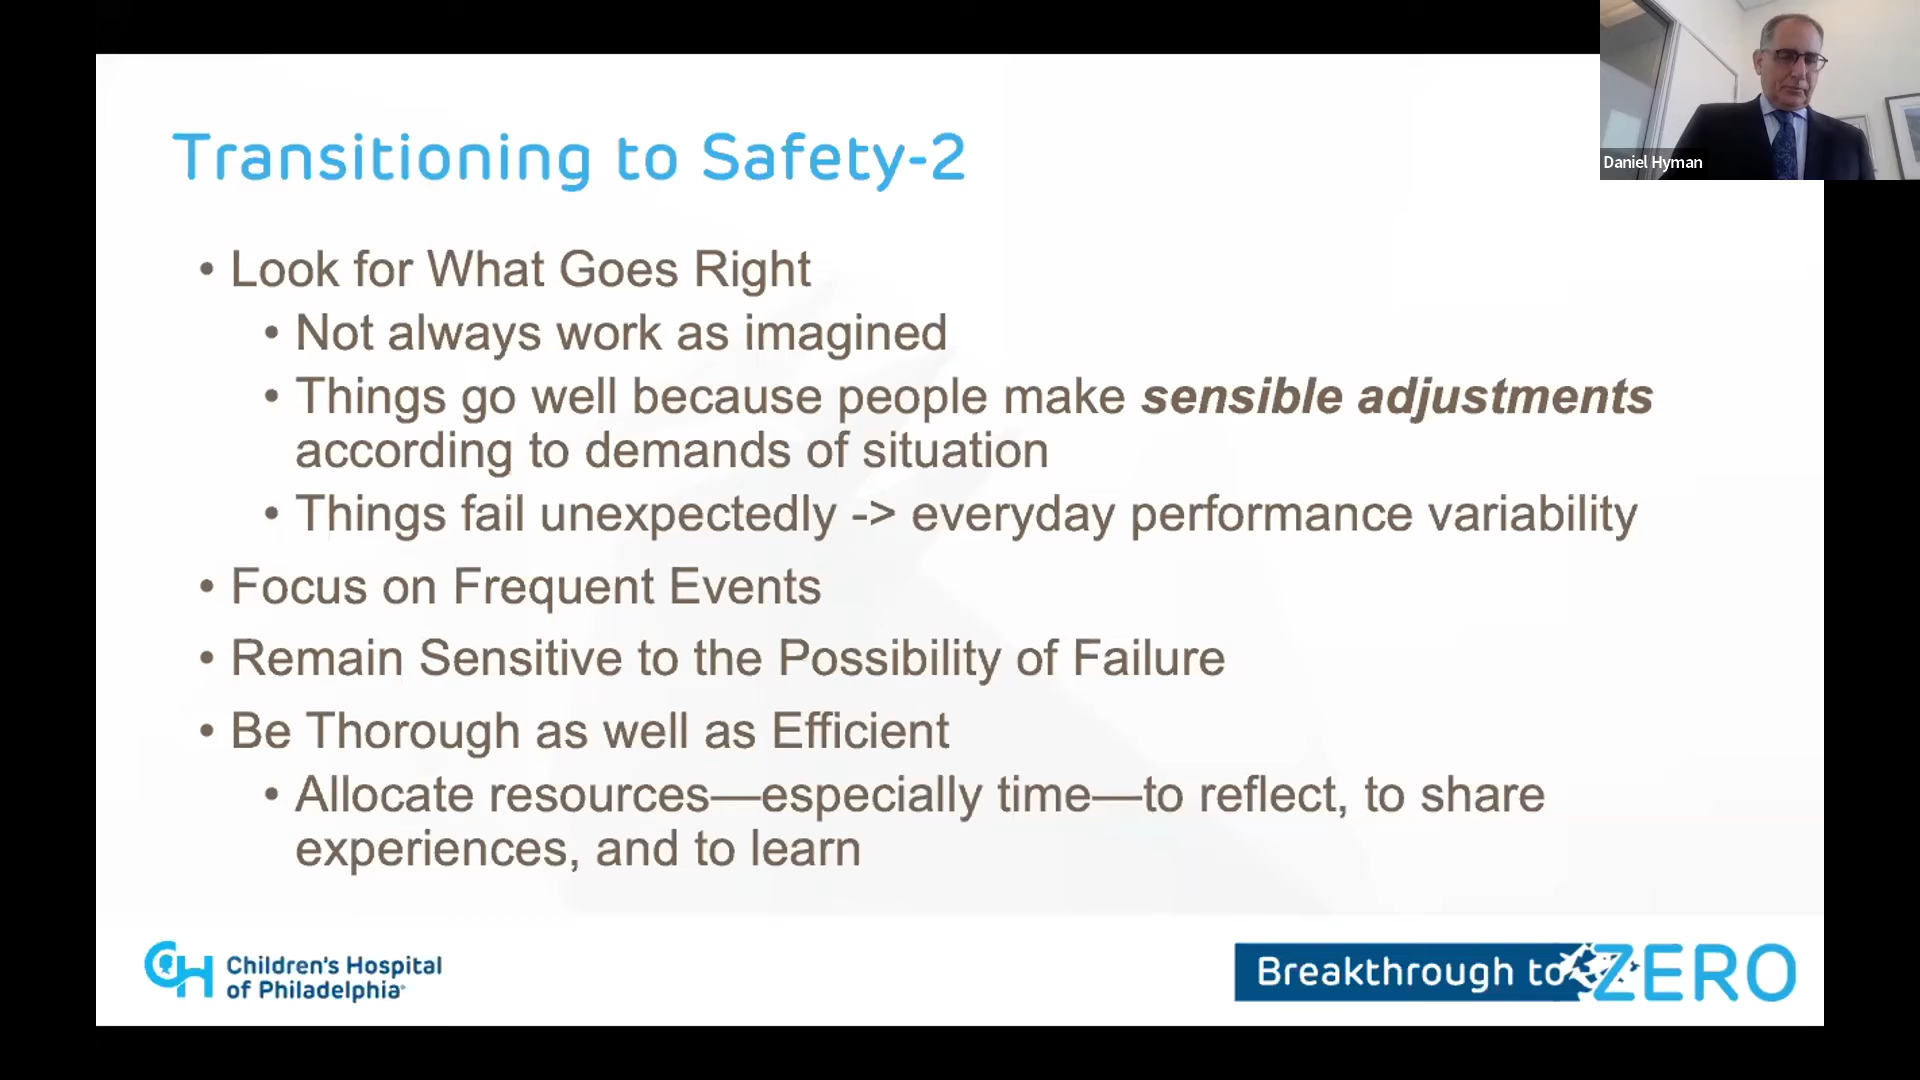 Daniel Hyman
Transitioning to Safety-2
• Look for What Goes Right
• Not always work as imagined
• Things go well because people make sensible adjustments
according to demands of situation
• Things fail unexpectedly -> everyday performance variability
• Focus on Frequent Events
• Remain Sensitive to the Possibility of Failure
• Be Thorough as well as Efficient
• Allocate resources—especially time—to reflect, to share
experiences, and to learn
CH Children's Hospital
of Philadelphia
Breakthrough to ZERO